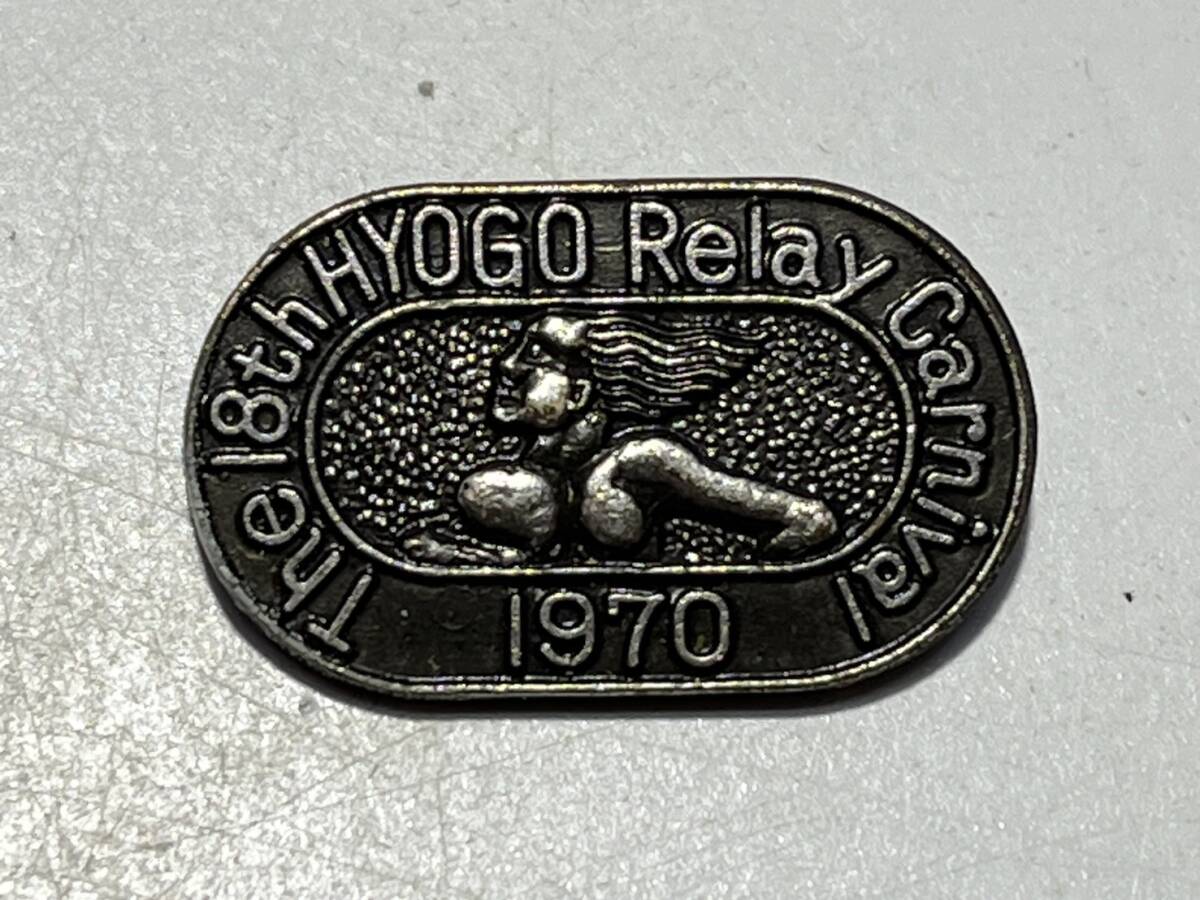 The 18th HYOGO Relay Carnival
1970